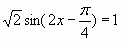 √2 sin( 2x − π/4 ) = 1